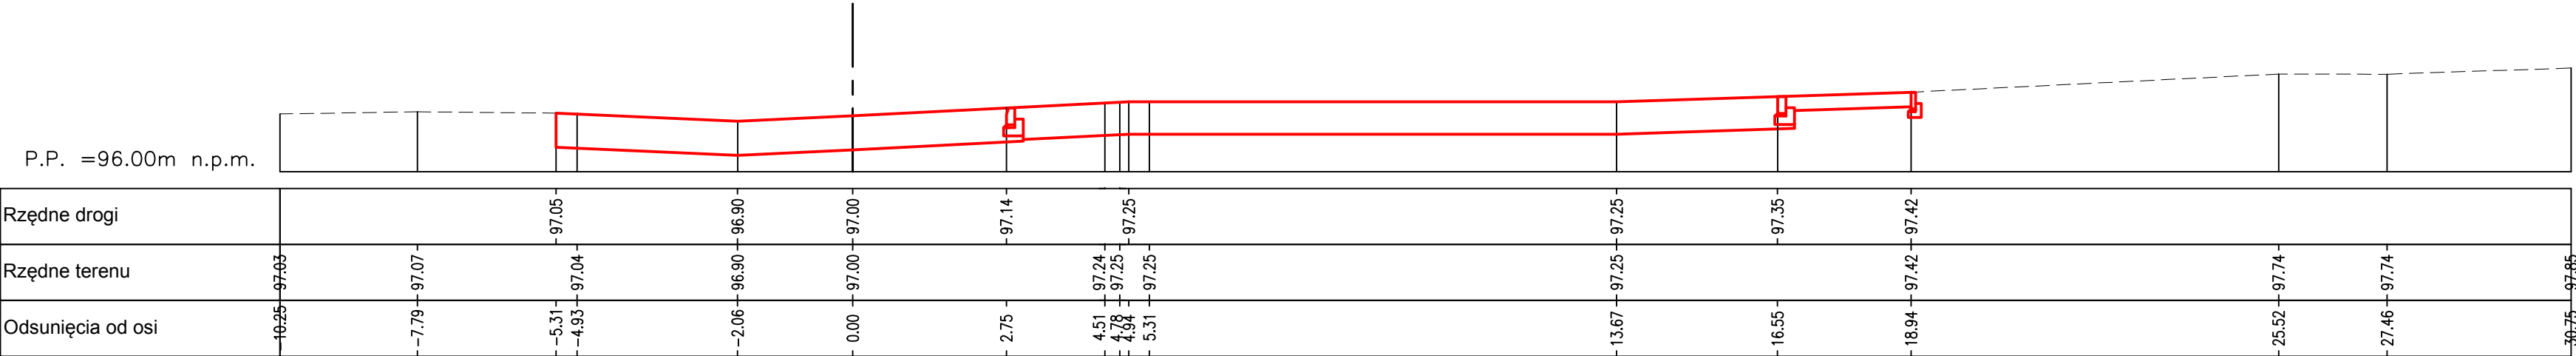 P.P. =96.00m n.p.m.
Rzędne drogi 97.05 96.90 97.00 97.14 97.25 97.25 97.35 97.42
Rzędne terenu 97.03 97.07 97.04 96.90 97.00 97.24 97.25 97.25 97.25 97.42 97.74 97.74 97.85
Odsunięcia od osi -10.25 -7.79 -5.31 -4.93 -2.06 0.00 2.75 4.51 4.78 4.94 5.31 13.67 16.55 18.94 25.52 27.46